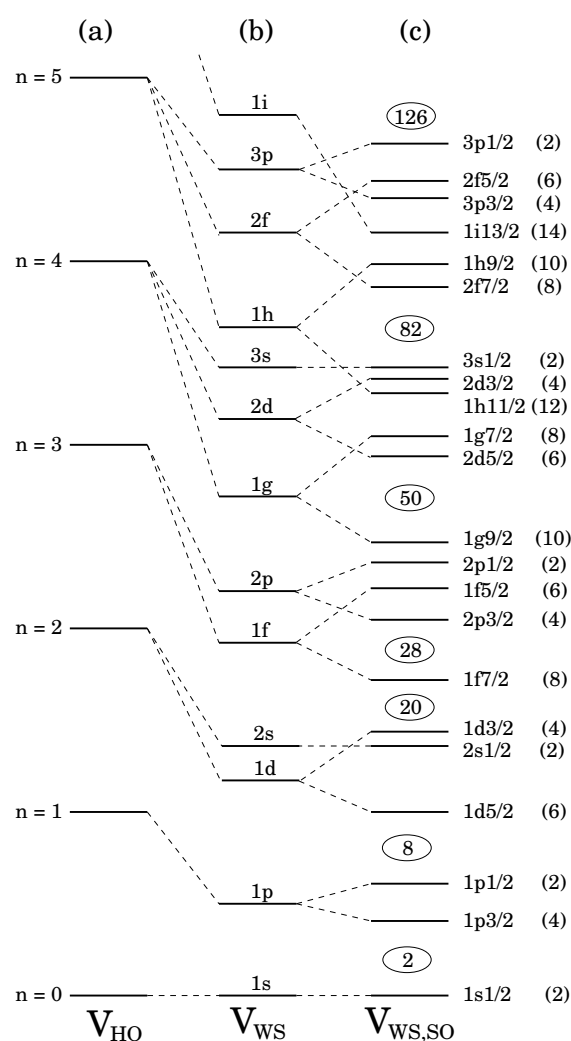 (a) (b) (c)
n = 5
1i
126
3p
3p1/2 (2)
2f5/2 (6)
3p3/2 (4)
2f
1i13/2 (14)
n = 4
1h9/2 (10)
2f7/2 (8)
1h
82
3s
3s1/2 (2)
2d3/2 (4)
2d
1h11/2 (12)
n = 3
1g7/2 (8)
2d5/2 (6)
1g
50
1g9/2 (10)
2p1/2 (2)
2p
1f5/2 (6)
2p3/2 (4)
n = 2
1f
28
1f7/2 (8)
20
2s
1d3/2 (4)
2s1/2 (2)
1d
n = 1
1d5/2 (6)
8
1p
1p1/2 (2)
1p3/2 (4)
2
n = 0
1s
1s1/2 (2)
V_HO V_WS V_WS,SO